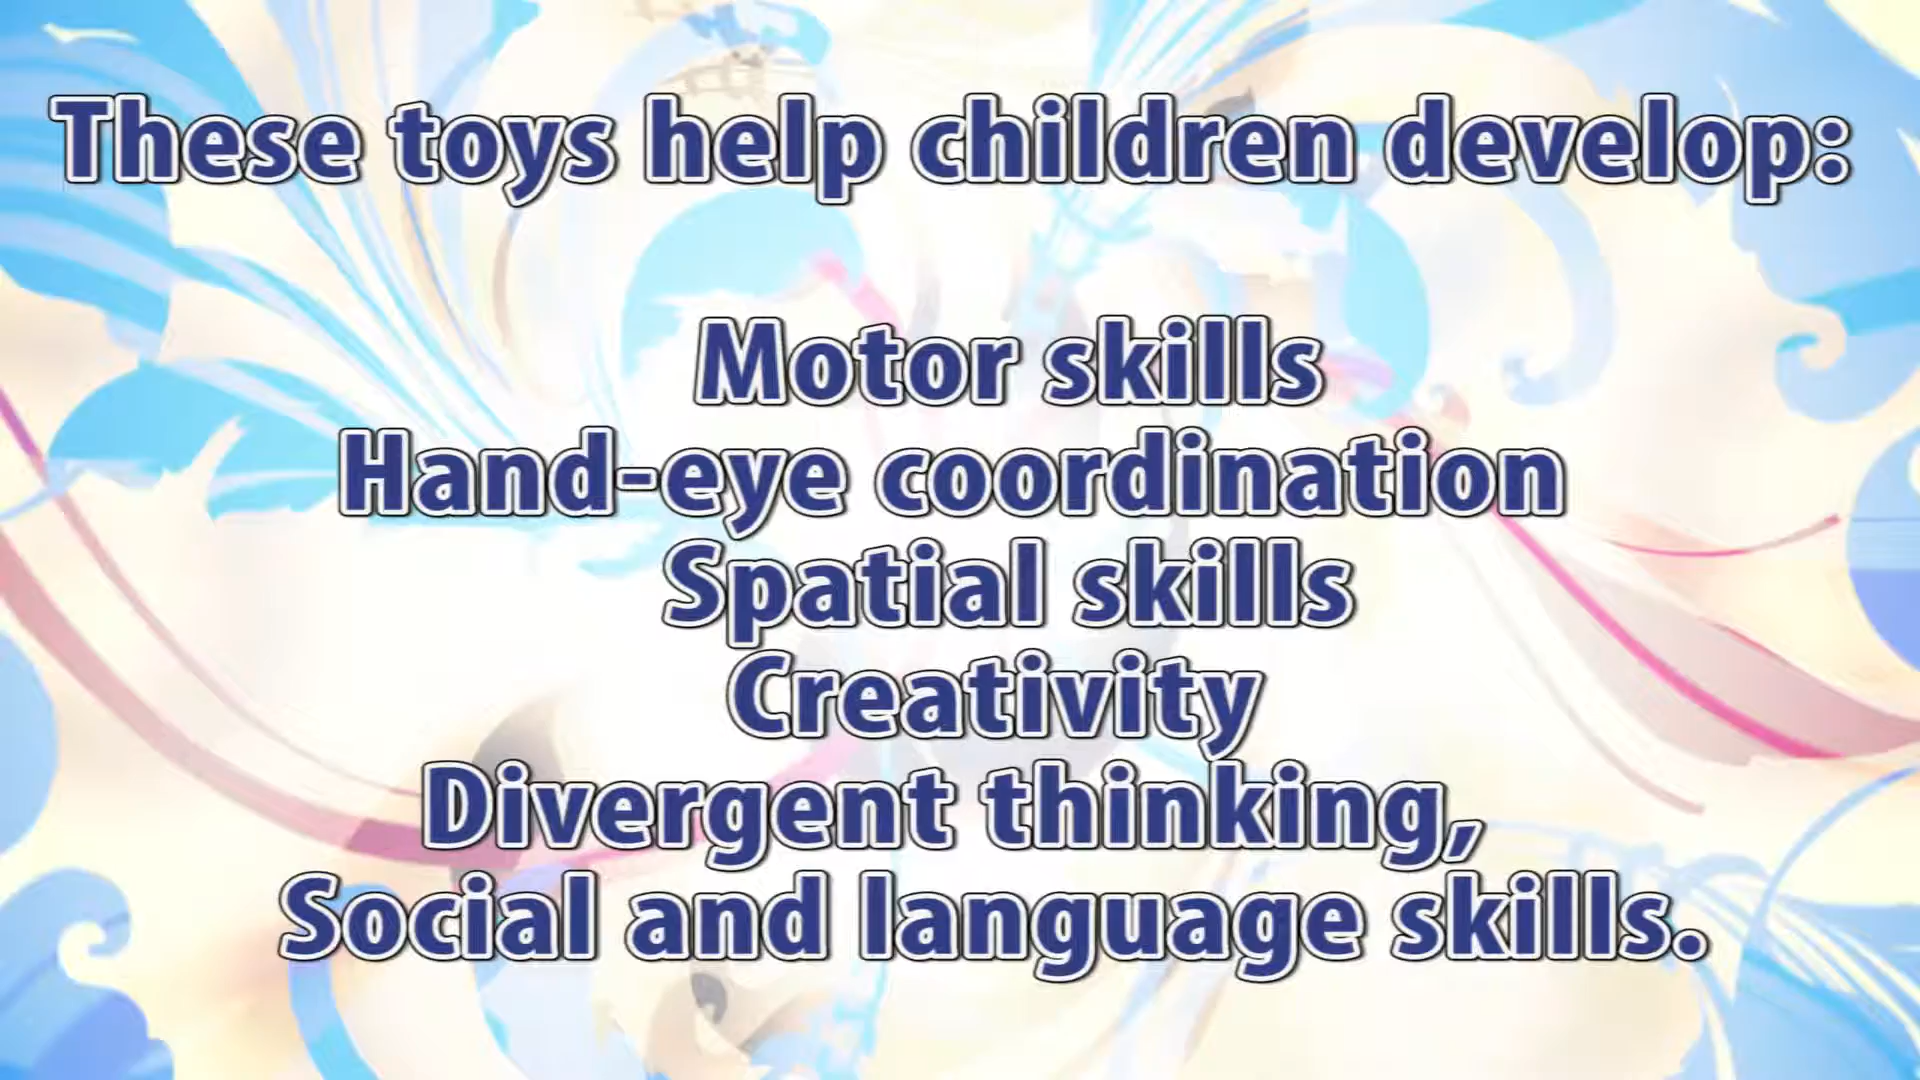 These toys help children develop:
Motor skills
Hand-eye coordination
Spatial skills
Creativity
Divergent thinking,
Social and language skills.